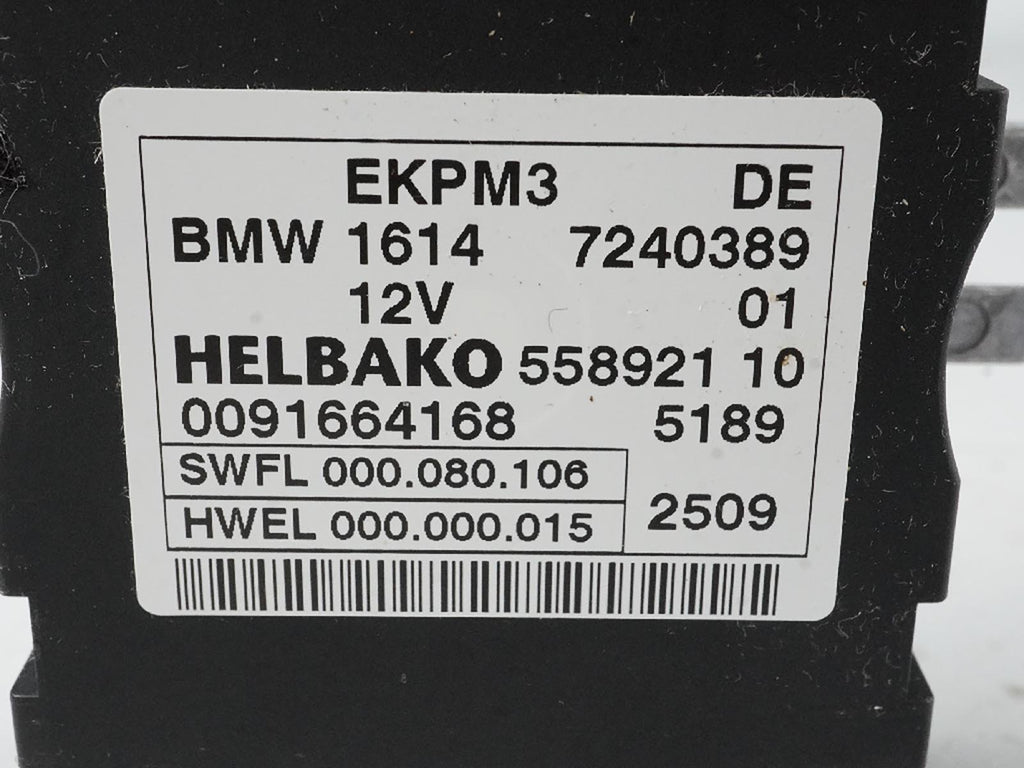 EKPM3 DE
BMW 1614 7240389
12V 01
HELBAKO 558921 10
0091664168 5189
SWFL 000.080.106
HWEL 000.000.015 2509